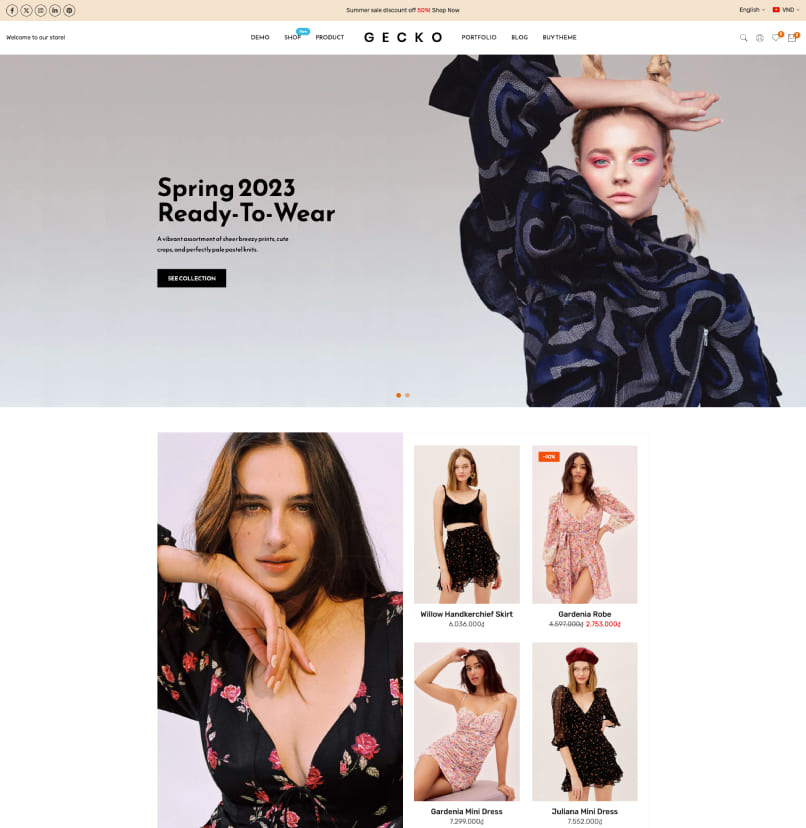 Summer sale discount off 50%! Shop Now
English
VND
Welcome to our store!
DEMO
SHOP
New
PRODUCT
GECKO
PORTFOLIO
BLOG
BUY THEME
0
0
Spring 2023
Ready-To-Wear
A vibrant assortment of sheer breezy prints, cute
crops, and perfectly pale pastel knits.
SEE COLLECTION
Willow Handkerchief Skirt
6.036.000₫
-40%
Gardenia Robe
4.597.000₫ 2.753.000₫
Gardenia Mini Dress
7.299.000₫
Juliana Mini Dress
7.552.000₫